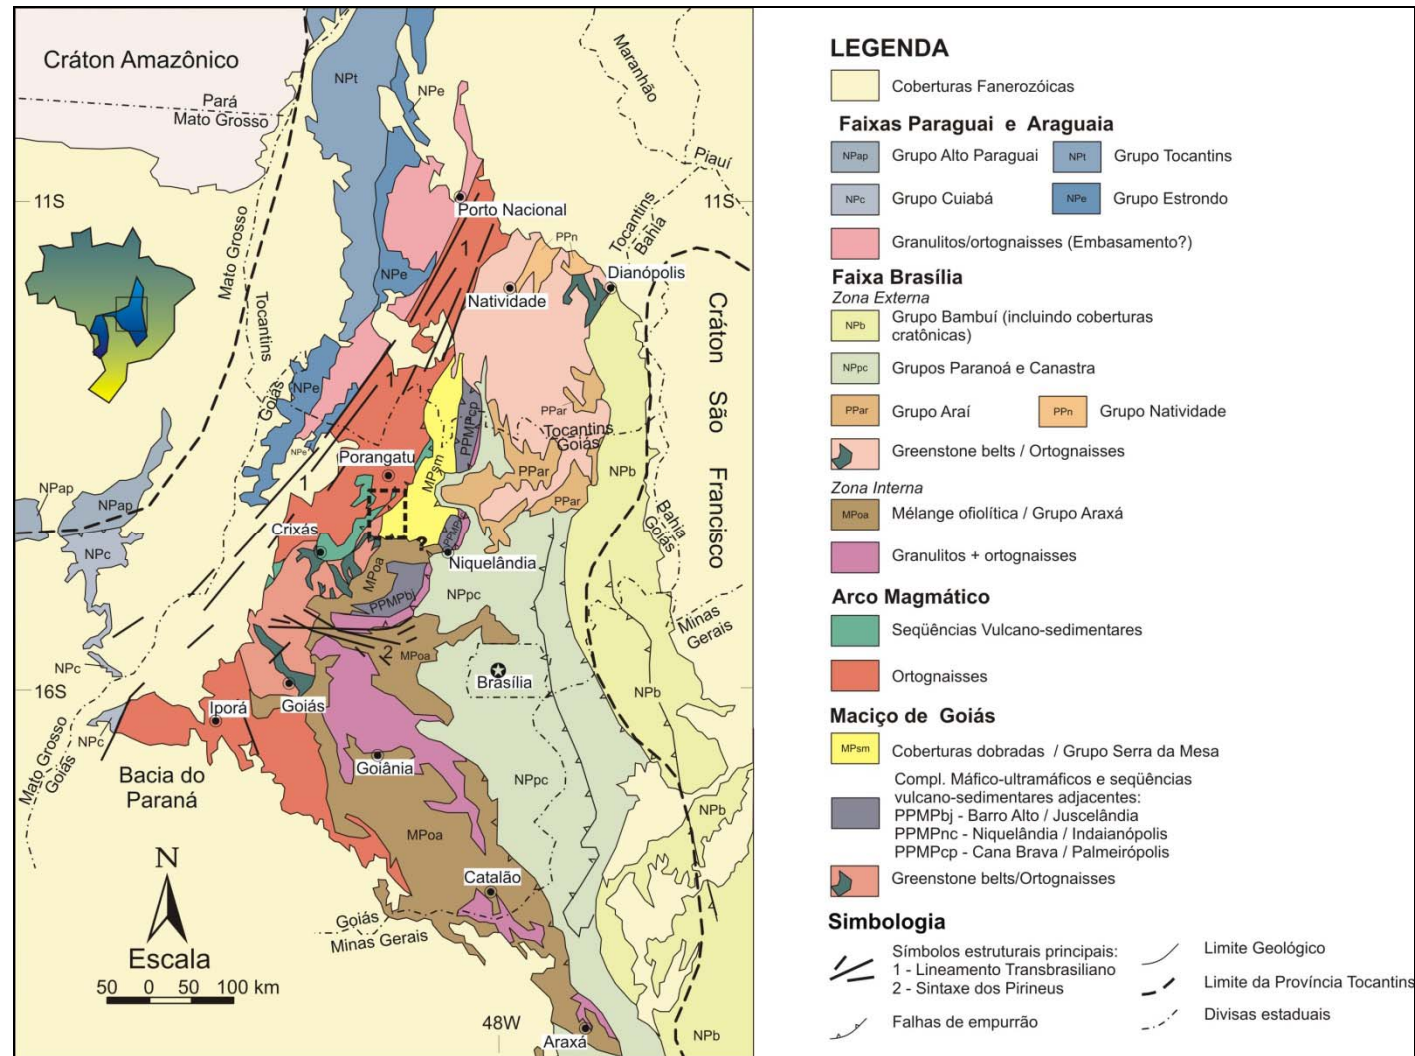 Cráton Amazônico
Pará
Mato Grosso
NPt
NPe
Maranhão
Piauí
11S
11S
Porto Nacional
Mato Grosso
Tocantins
Tocantins
Bahia
PPn
NPe
1
Dianópolis
Natividade
Cráton São Francisco
Goiás
NPe
1
PPMPcp
PPar
Tocantins
Goiás
NPe
Porangatu
MPsm
PPar
NPb
NPap
NPap
1
PPar
Bahia
Goiás
Crixás
?
NPc
MPoa
Niquelândia
PPMPbj
NPpc
2
MPoa
Minas
Gerais
NPc
Brasília
16S
NPb
Iporá
Goiás
NPc
Mato Grosso
Goiás
Goiânia
Bacia do
Paraná
NPpc
NPb
MPoa
N
Catalão
Goiás
Minas Gerais
Escala
50 0 50 100 km
48W
Araxá
NPb
LEGENDA
Coberturas Fanerozóicas
Faixas Paraguai e Araguaia
NPap Grupo Alto Paraguai NPt Grupo Tocantins
NPc Grupo Cuiabá NPe Grupo Estrondo
Granulitos/ortognaisses (Embasamento?)
Faixa Brasília
Zona Externa
NPb Grupo Bambuí (incluindo coberturas
cratônicas)
NPpc Grupos Paranoá e Canastra
PPar Grupo Araí PPn Grupo Natividade
Greenstone belts / Ortognaisses
Zona Interna
MPoa Mélange ofiolítica / Grupo Araxá
Granulitos + ortognaisses
Arco Magmático
Seqüências Vulcano-sedimentares
Ortognaisses
Maciço de Goiás
MPsm Coberturas dobradas / Grupo Serra da Mesa
Compl. Máfico-ultramáficos e seqüências
vulcano-sedimentares adjacentes:
PPMPbj - Barro Alto / Juscelândia
PPMPnc - Niquelândia / Indaianópolis
PPMPcp - Cana Brava / Palmeirópolis
Greenstone belts/Ortognaisses
Simbologia
Símbolos estruturais principais:
1 - Lineamento Transbrasiliano
2 - Sintaxe dos Pirineus
Falhas de empurrão
Limite Geológico
Limite da Província Tocantins
Divisas estaduais